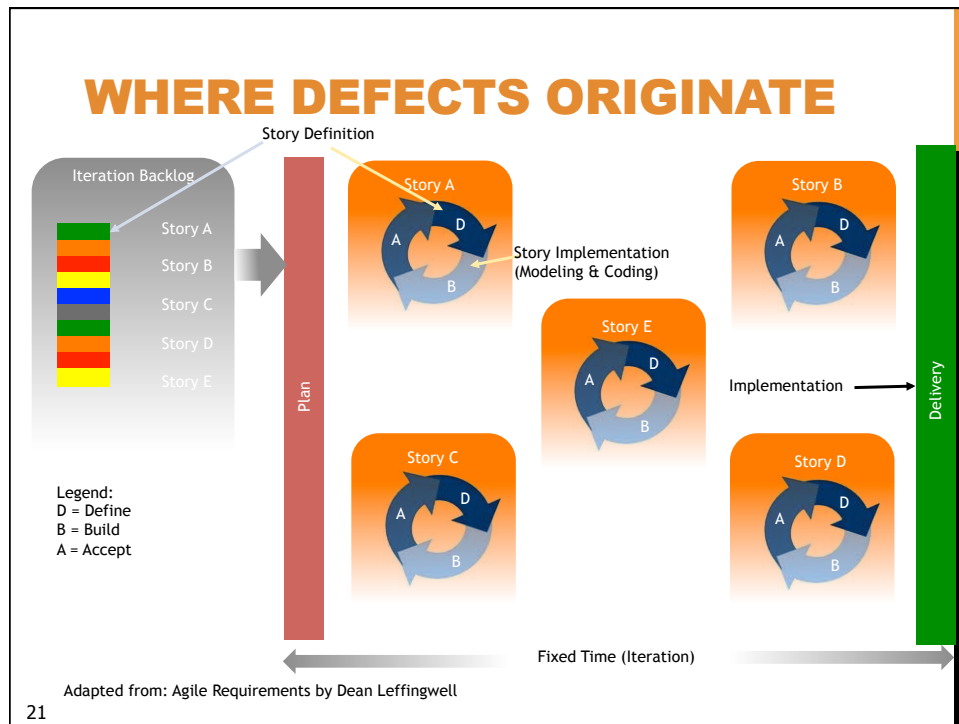 WHERE DEFECTS ORIGINATE
Story Definition
Iteration Backlog
Story A
Story B
Story C
Story D
Story E
Legend:
D = Define
B = Build
A = Accept
Plan
Story A
A
D
B
Story Implementation
(Modeling & Coding)
Story B
A
D
B
Story E
A
D
B
Implementation
Delivery
Story C
A
D
B
Story D
A
D
B
Fixed Time (Iteration)
Adapted from: Agile Requirements by Dean Leffingwell
21